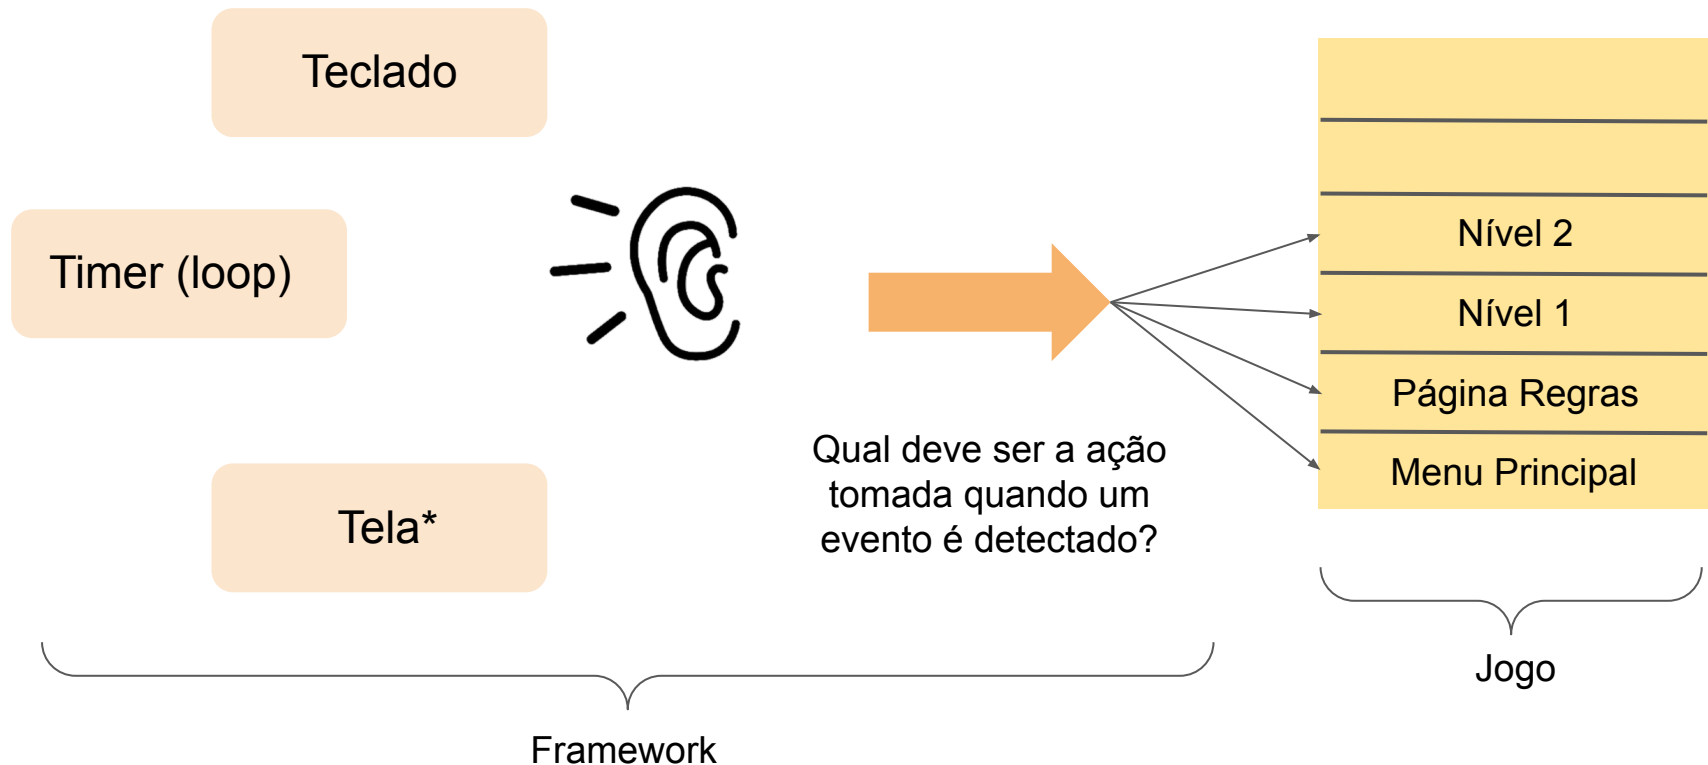 Teclado
Timer (loop)
Tela*
Qual deve ser a ação
tomada quando um
evento é detectado?
Framework
Nível 2
Nível 1
Página Regras
Menu Principal
Jogo